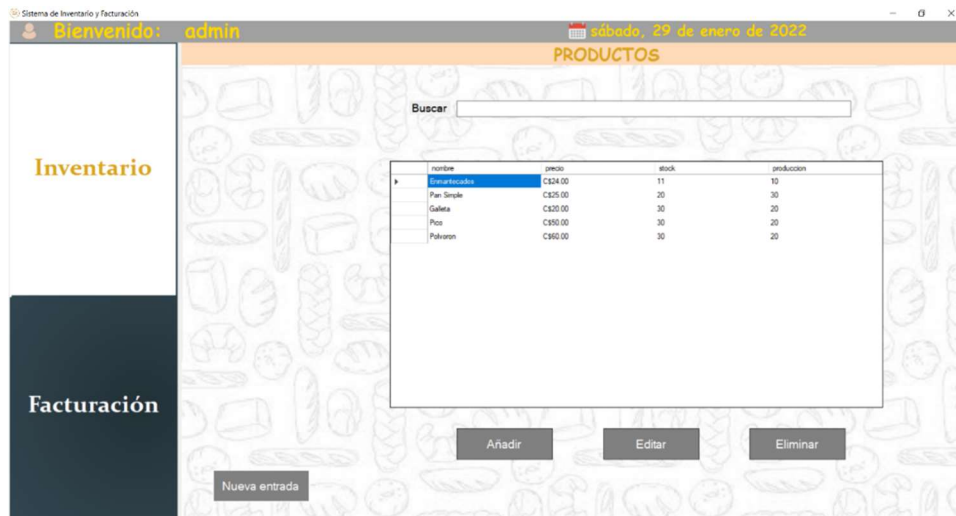 Sistema de Inventario y Facturación
Bienvenido: admin sábado, 29 de enero de 2022
PRODUCTOS
Buscar
Inventario
nombre precio stock produccion
Enmantecados C$24.00 11 10
Pan Simple C$25.00 20 30
Galleta C$20.00 30 20
Pico C$50.00 30 20
Polvoron C$60.00 30 20
Facturación
Añadir Editar Eliminar
Nueva entrada